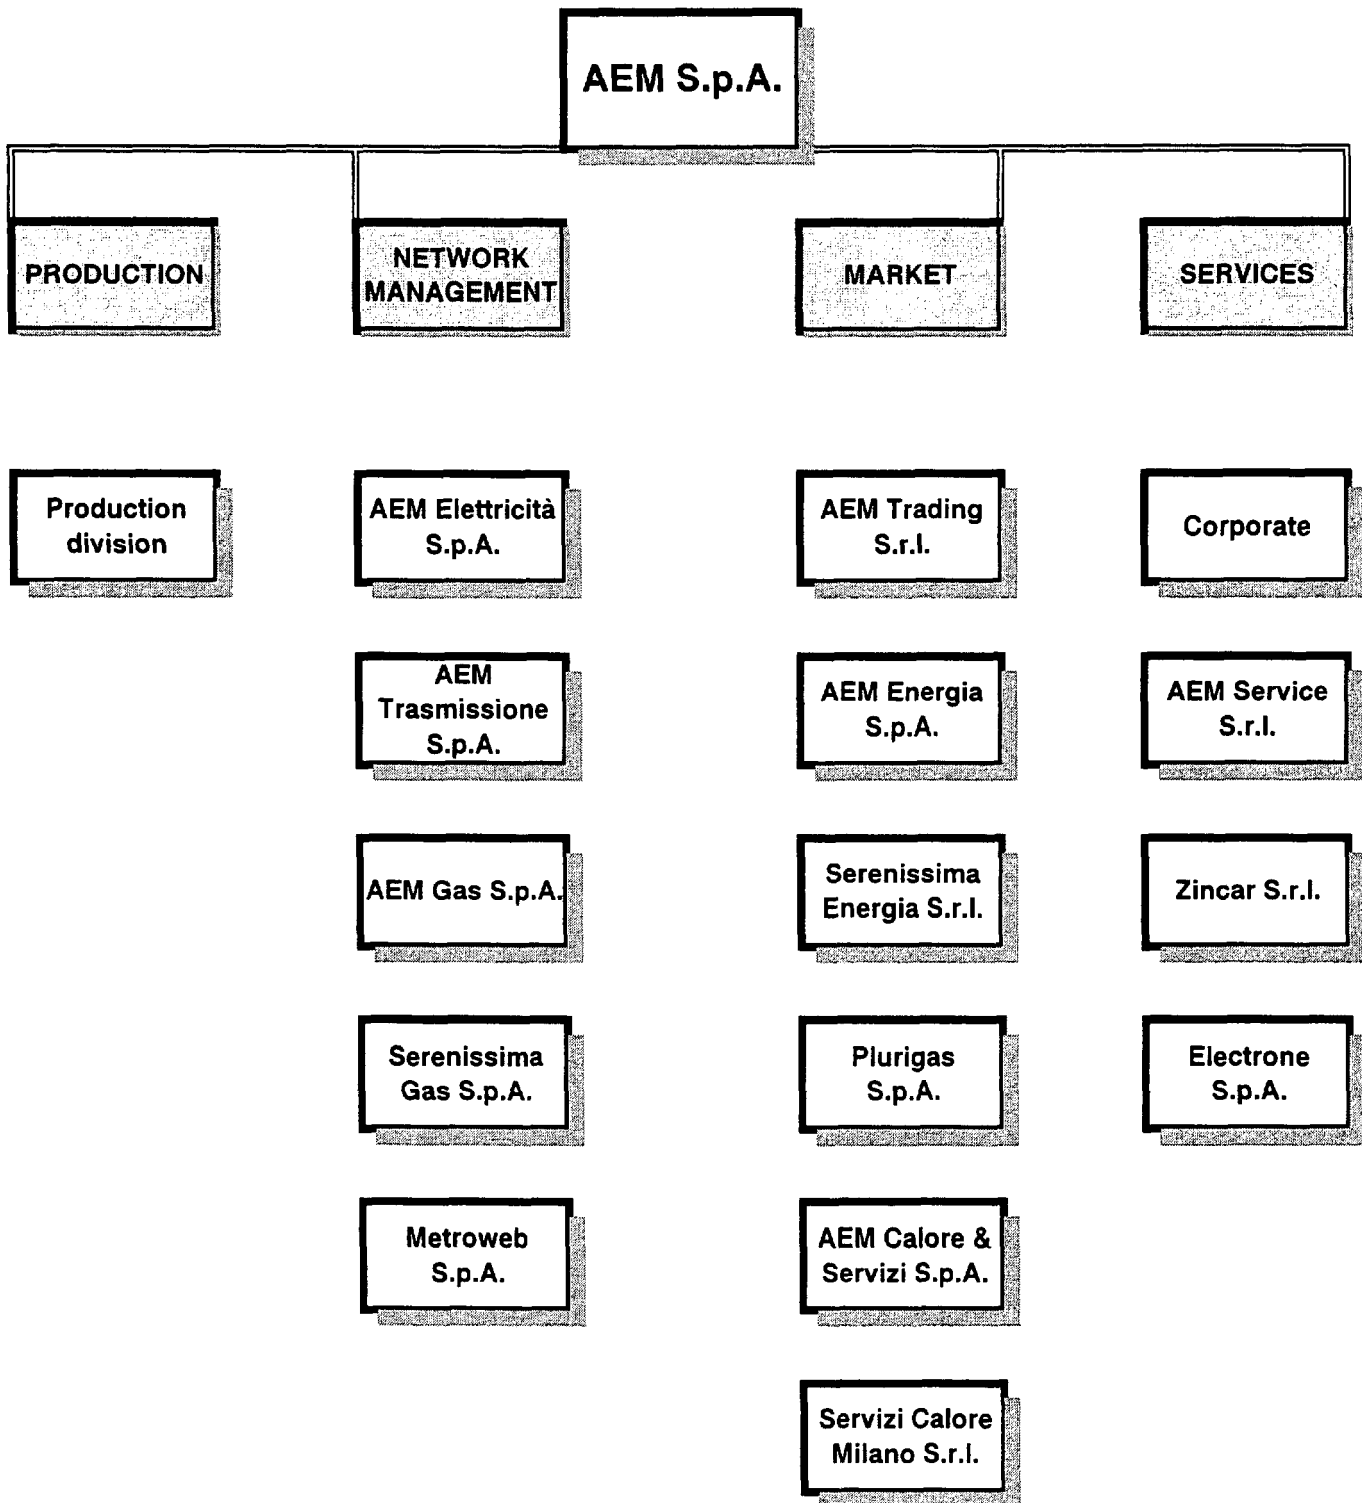 AEM S.p.A.
PRODUCTION
NETWORK
MANAGEMENT
MARKET
SERVICES
Production
division
AEM Elettricità
S.p.A.
AEM Trading
S.r.l.
Corporate
AEM
Trasmissione
S.p.A.
AEM Energia
S.p.A.
AEM Service
S.r.l.
AEM Gas S.p.A.
Serenissima
Energia S.r.l.
Zincar S.r.l.
Serenissima
Gas S.p.A.
Plurigas
S.p.A.
Electrone
S.p.A.
Metroweb
S.p.A.
AEM Calore &
Servizi S.p.A.
Servizi Calore
Milano S.r.l.